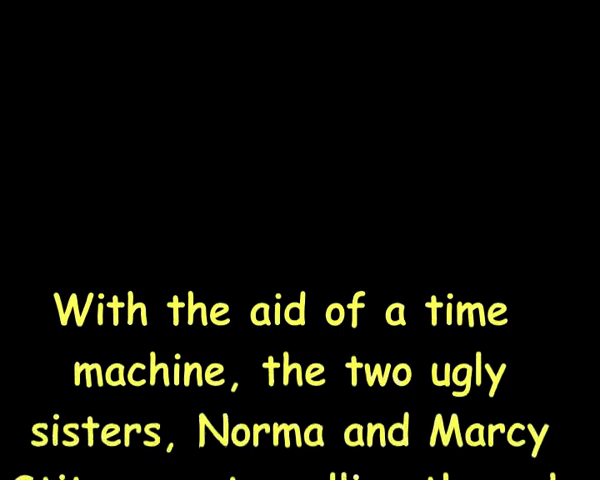 With the aid of a time
machine, the two ugly
sisters, Norma and Marcy